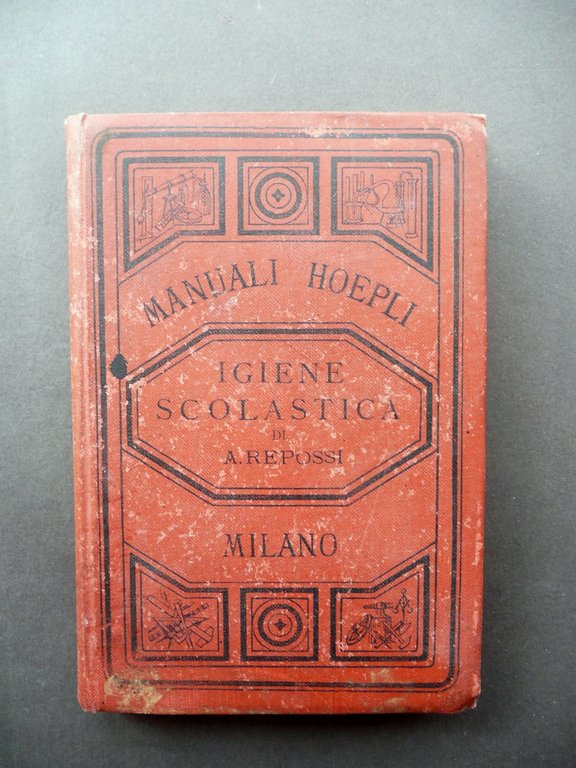 MANUALI HOEPLI
IGIENE
SCOLASTICA
DI
A. REPOSSI
MILANO